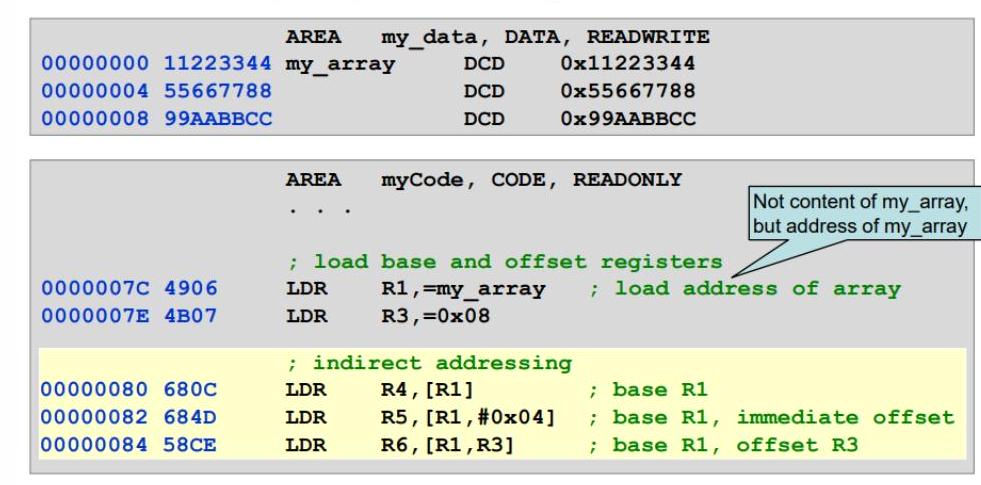 AREA my_data, DATA, READWRITE
00000000 11223344 my_array DCD 0x11223344
00000004 55667788 DCD 0x55667788
00000008 99AABBCC DCD 0x99AABBCC
AREA myCode, CODE, READONLY
. . .
Not content of my_array,
but address of my_array
; load base and offset registers
0000007C 4906 LDR R1,=my_array ; load address of array
0000007E 4B07 LDR R3,=0x08
; indirect addressing
00000080 680C LDR R4,[R1] ; base R1
00000082 684D LDR R5,[R1,#0x04] ; base R1, immediate offset
00000084 58CE LDR R6,[R1,R3] ; base R1, offset R3